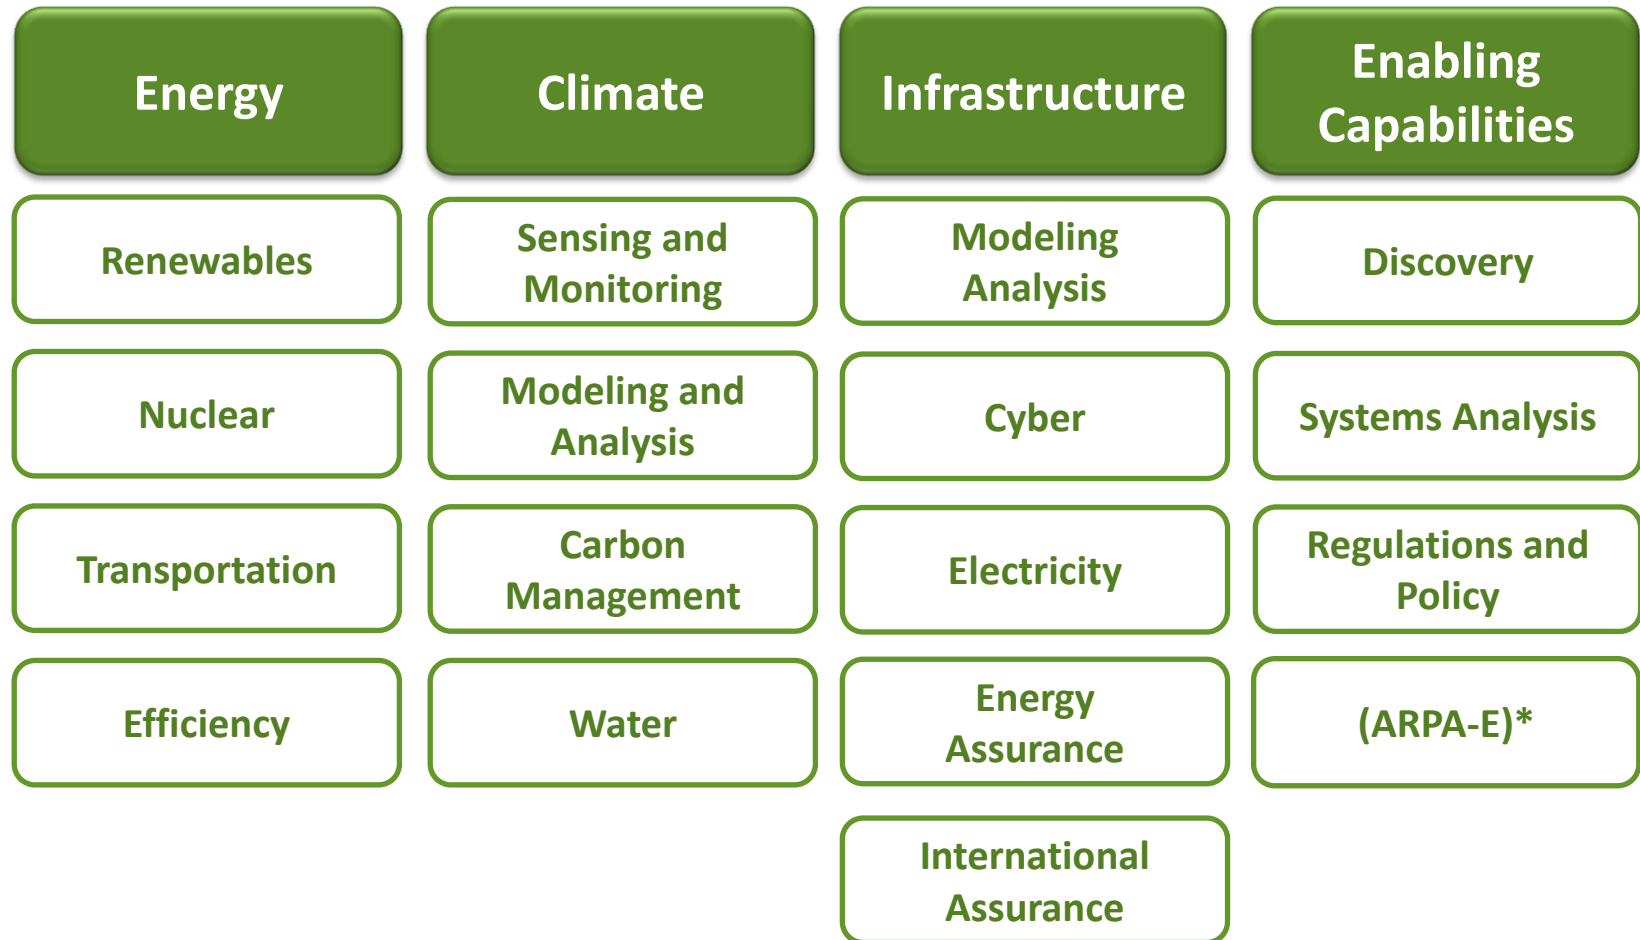 Energy
Renewables
Nuclear
Transportation
Efficiency
Climate
Sensing and
Monitoring
Modeling and
Analysis
Carbon
Management
Water
Infrastructure
Modeling
Analysis
Cyber
Electricity
Energy
Assurance
International
Assurance
Enabling
Capabilities
Discovery
Systems Analysis
Regulations and
Policy
(ARPA-E)*